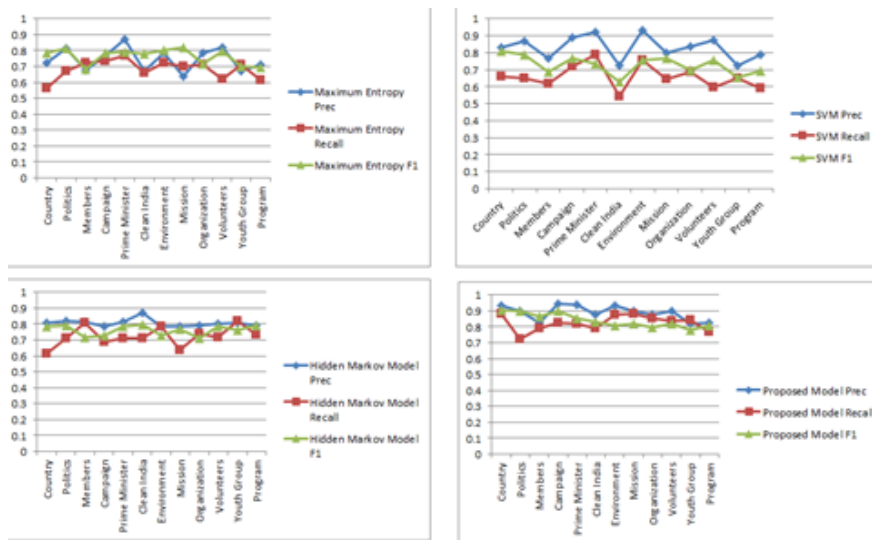 1
0.9
0.8
0.7
0.6
0.5
0.4
0.3
0.2
0.1
0
Country
Politics
Members
Campaign
Prime Minister
Clean India
Environment
Mission
Organization
Volunteers
Youth Group
Program
Maximum Entropy
Prec
Maximum Entropy
Recall
Maximum Entropy F1
1
0.9
0.8
0.7
0.6
0.5
0.4
0.3
0.2
0.1
0
Country
Politics
Members
Campaign
Prime Minister
Clean India
Environment
Mission
Organization
Volunteers
Youth Group
Program
SVM Prec
SVM Recall
SVM F1
1
0.9
0.8
0.7
0.6
0.5
0.4
0.3
0.2
0.1
0
Country
Politics
Members
Campaign
Prime Minister
Clean India
Environment
Mission
Organization
Volunteers
Youth Group
Program
Hidden Markov Model
Prec
Hidden Markov Model
Recall
Hidden Markov Model
F1
1
0.9
0.8
0.7
0.6
0.5
0.4
0.3
0.2
0.1
0
Country
Politics
Members
Campaign
Prime Minister
Clean India
Environment
Mission
Organization
Volunteers
Youth Group
Program
Proposed Model Prec
Proposed Model Recall
Proposed Model F1